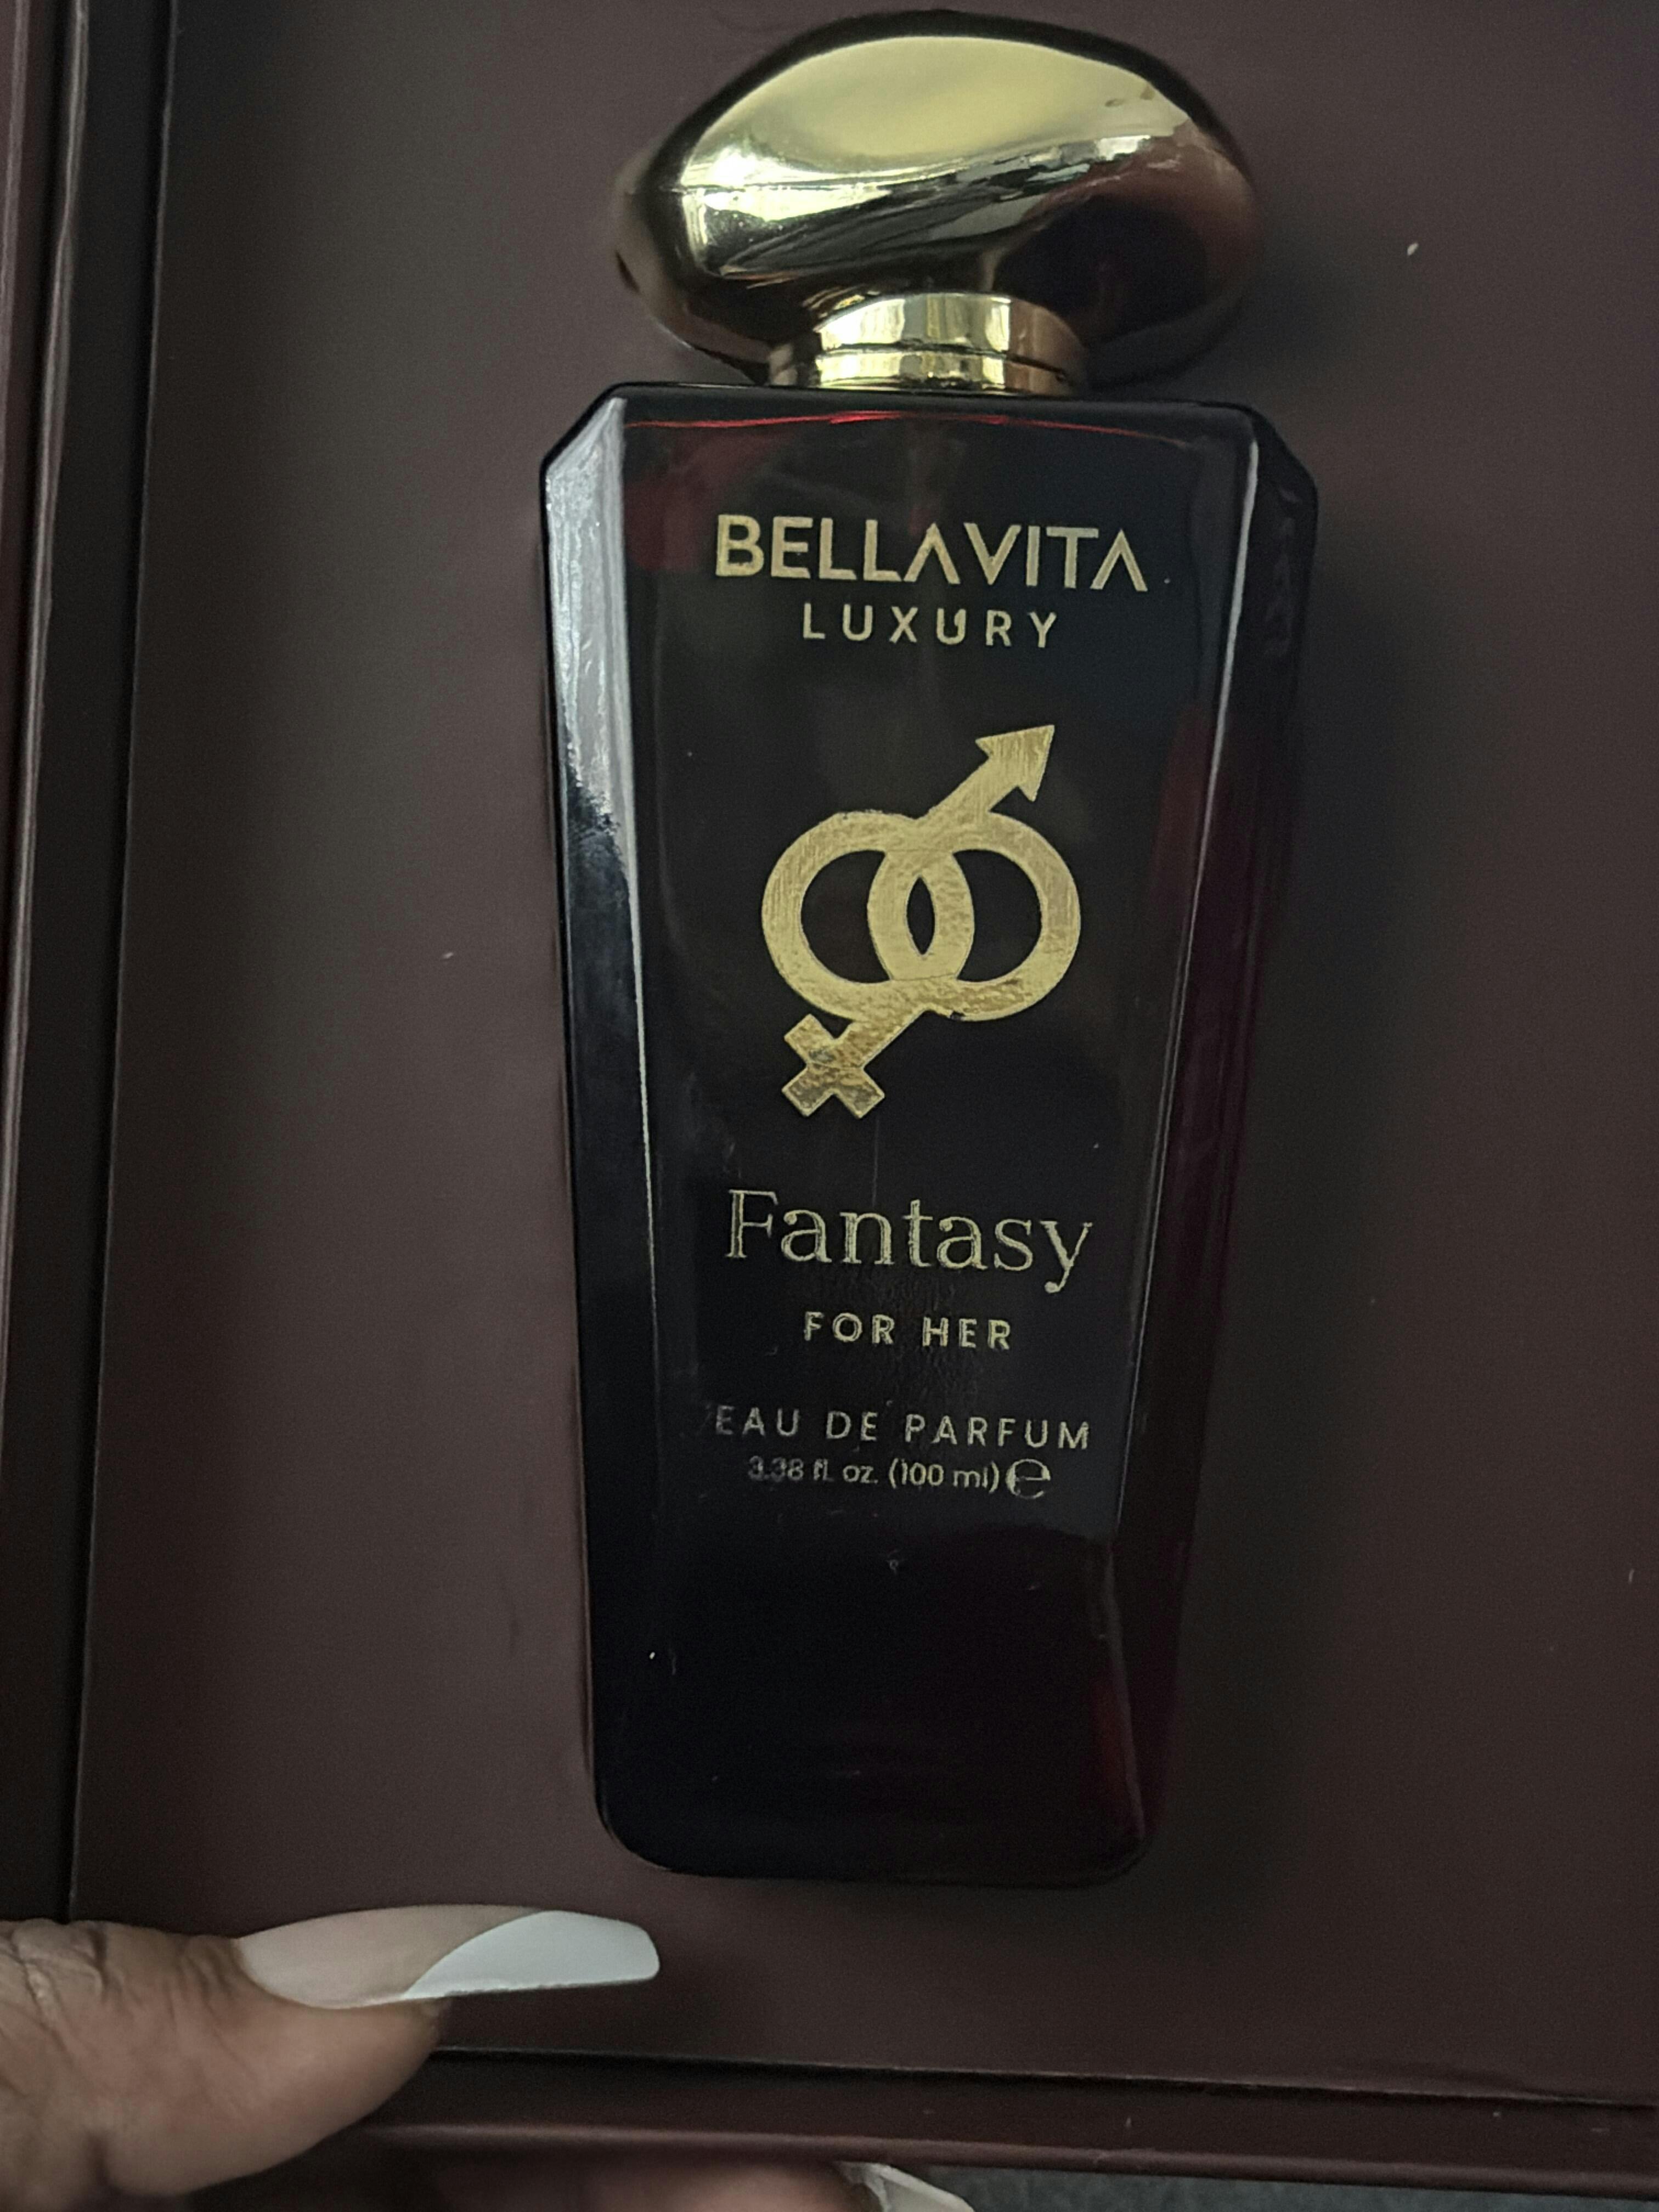 BELLAVITA
LUXURY
Fantasy
FOR HER
EAU DE PARFUM
3.38 fl. oz. (100 ml) ℮